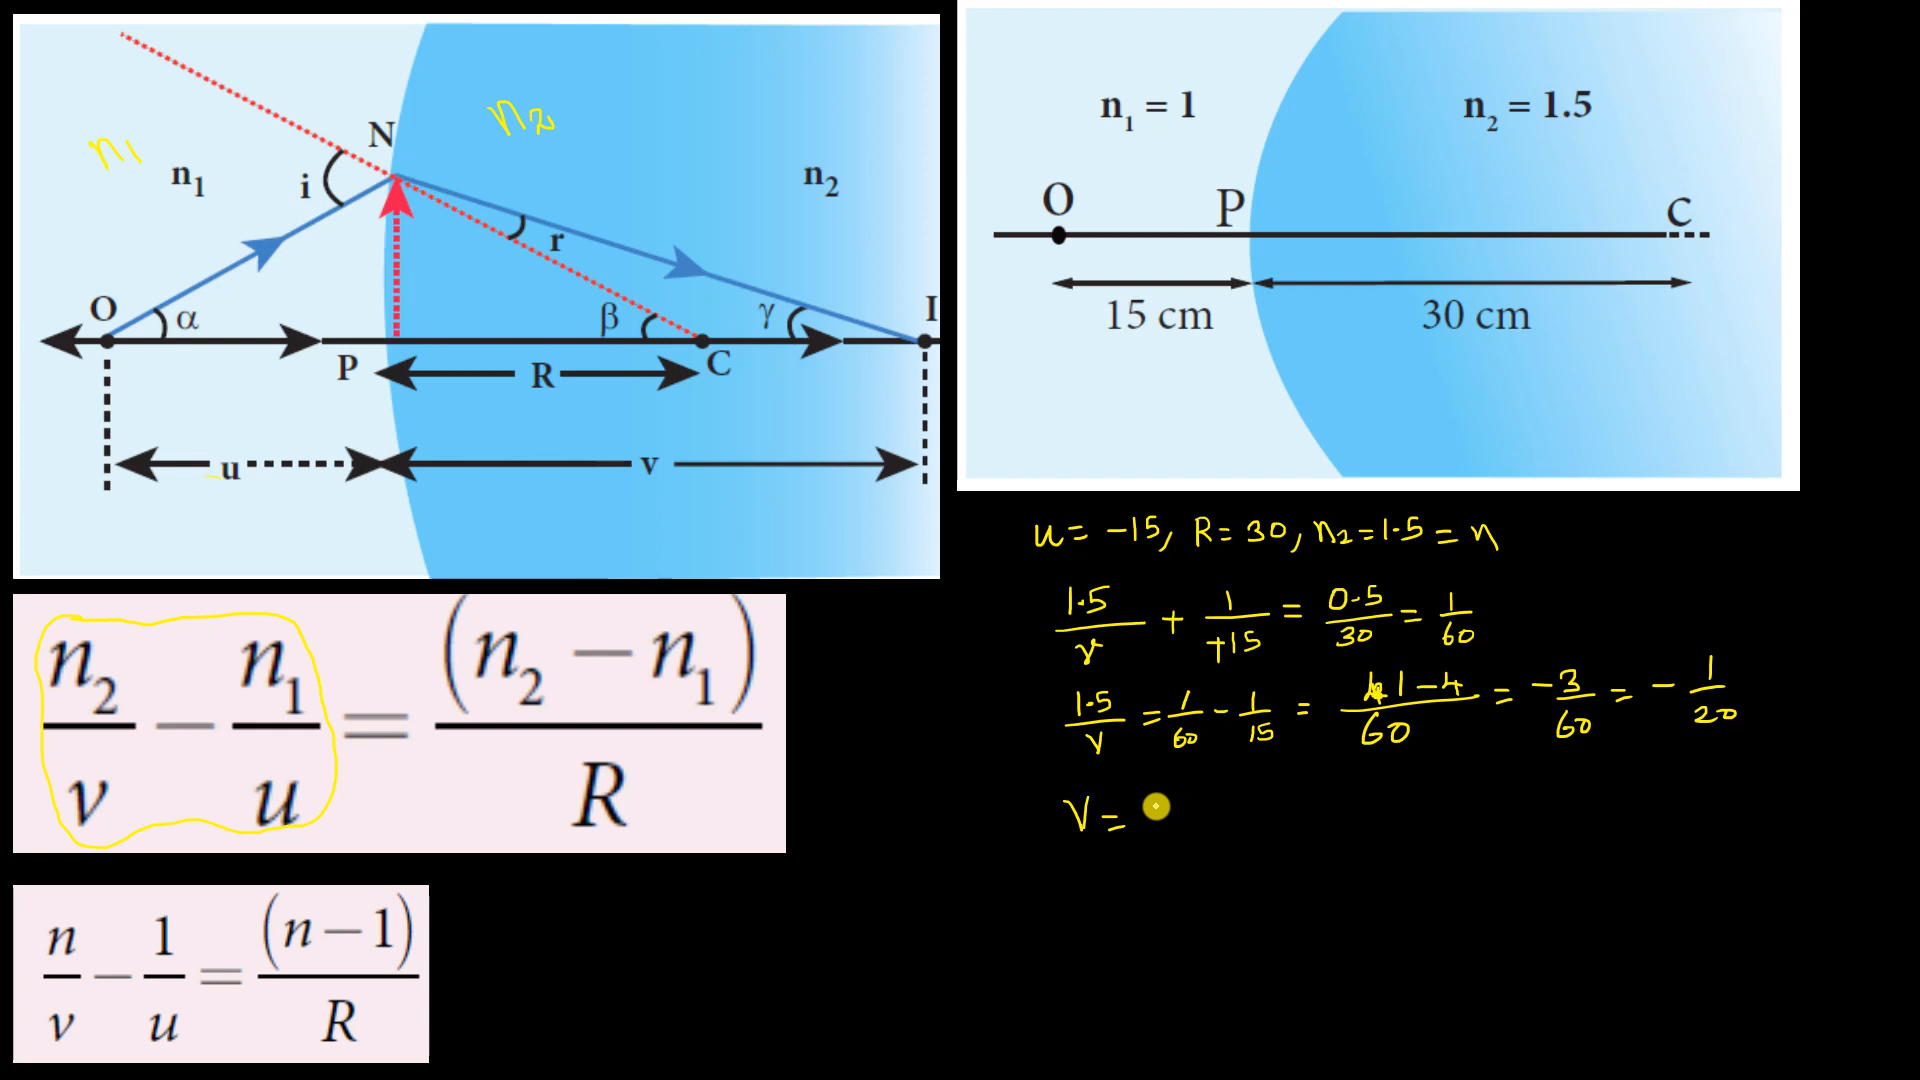 n₁
n₂
N
n₁
i
n₂
r
O
α
β
γ
I
P
R
C
u
v
n₁ = 1
n₂ = 1.5
O
P
C
15 cm
30 cm
u = -15, R = 30, n₂ = 1.5 = n
1.5/v + 1/+15 = 0.5/30 = 1/60
1.5/v = 1/60 - 1/15 = 1-4/60 = -3/60 = -1/20
V =
n₂/v − n₁/u = (n₂ − n₁)/R
n/v − 1/u = (n − 1)/R